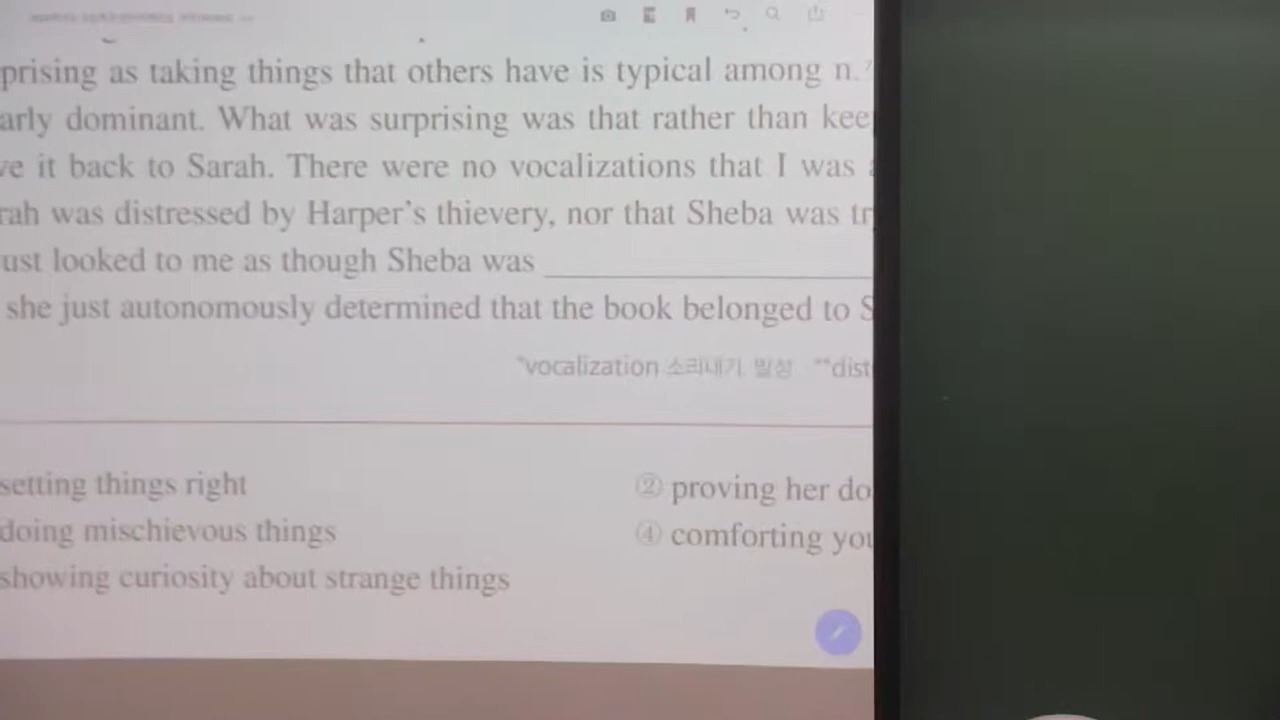 prising as taking things that others have is typical among
arly dominant. What was surprising was that rather than kee
ve it back to Sarah. There were no vocalizations that I was
rah was distressed by Harper's thievery, nor that Sheba was tr
ust looked to me as though Sheba was
she just autonomously determined that the book belonged to S
*vocalization 소리내기, 발성 **dist
setting things right
② proving her do
doing mischievous things
④ comforting you
showing curiosity about strange things